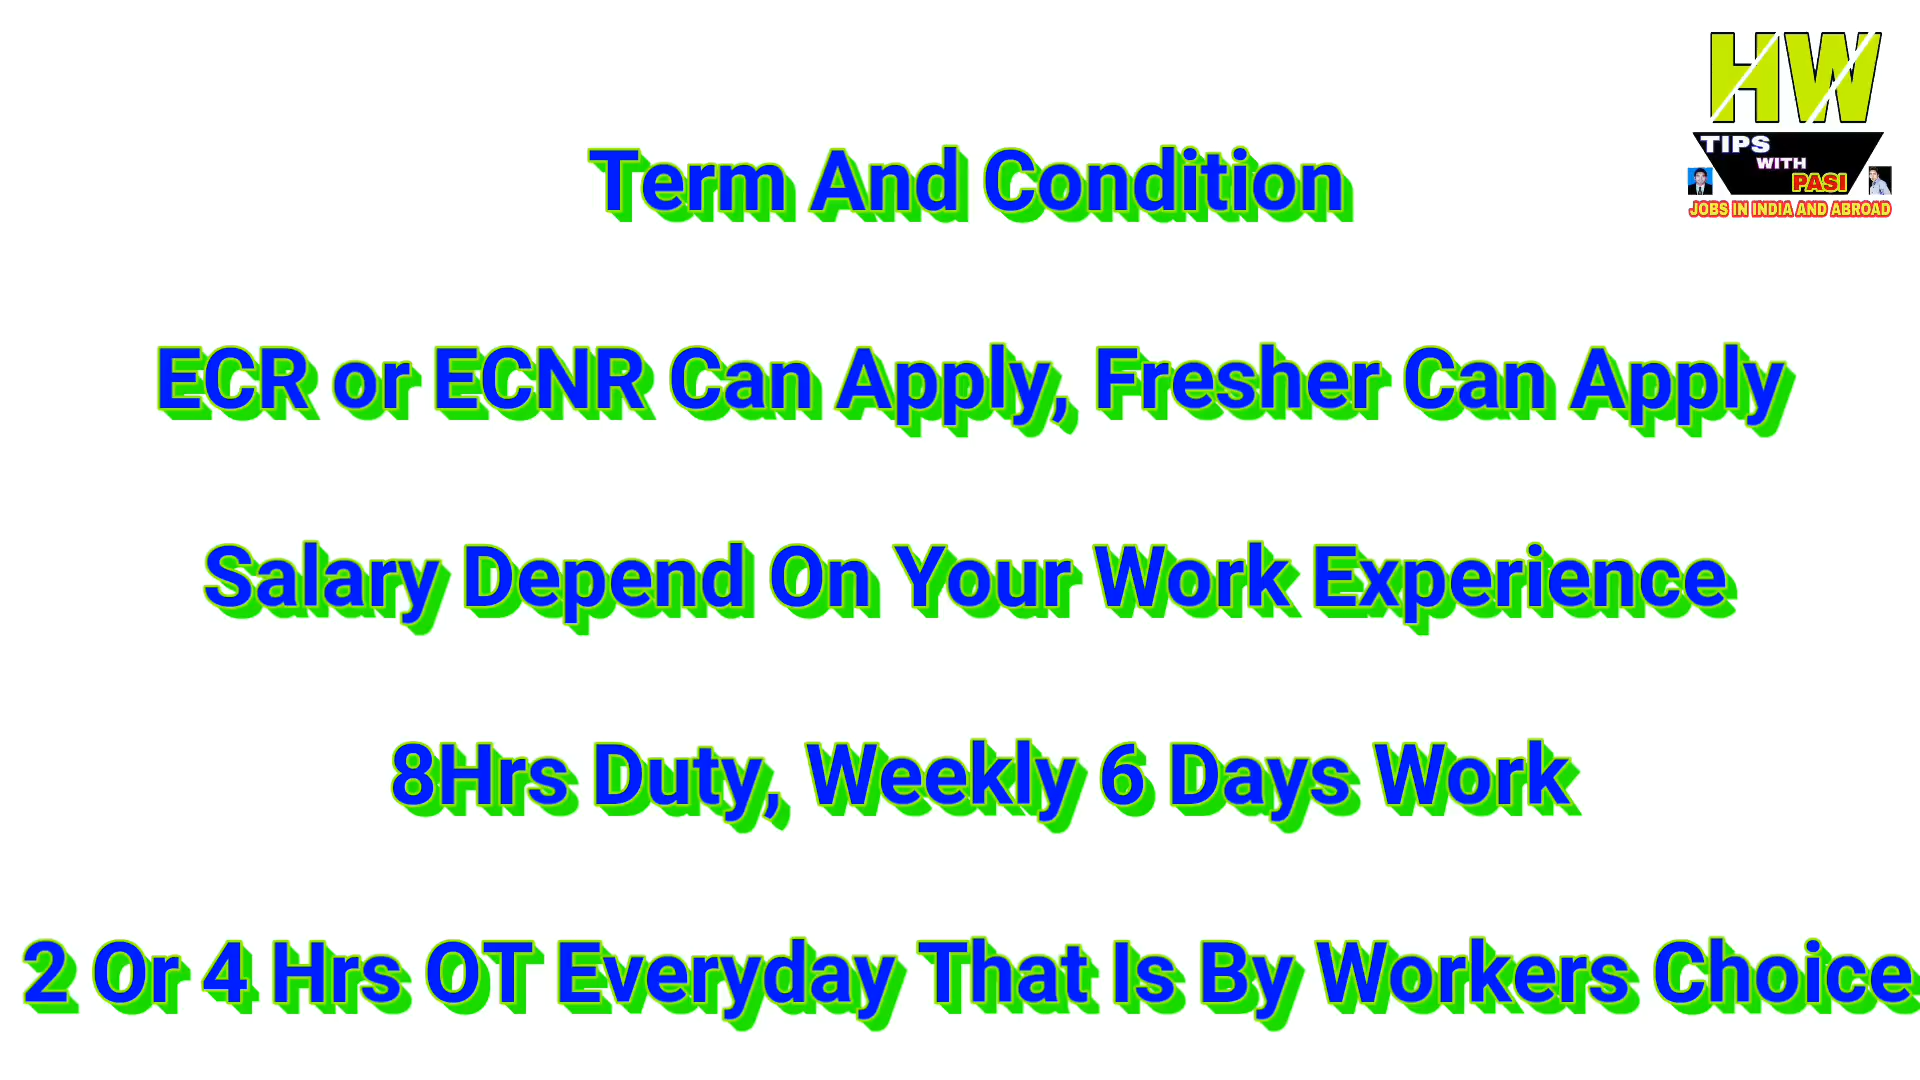 HW
TIPS
WITH
PASI
JOBS IN INDIA AND ABROAD
Term And Condition
ECR or ECNR Can Apply, Fresher Can Apply
Salary Depend On Your Work Experience
8Hrs Duty, Weekly 6 Days Work
2 Or 4 Hrs OT Everyday That Is By Workers Choice